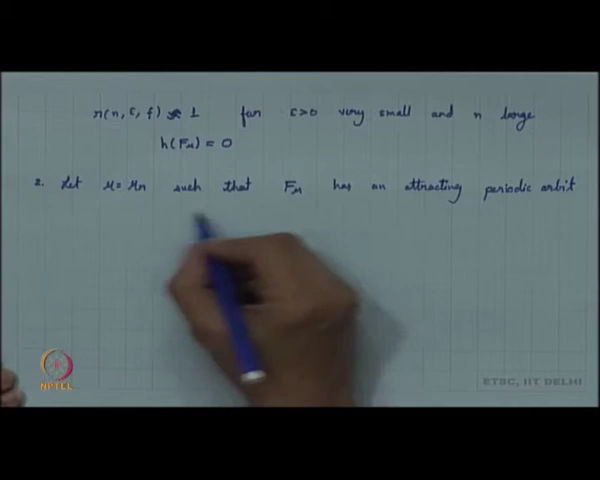 r(n, ε, f) ≈ 1 for ε>0 very small and n large
h(Fμ) = 0
2. Let μ = μn such that Fμ has an attracting periodic orbit
NPTEL
ETSC, IIT DELHI